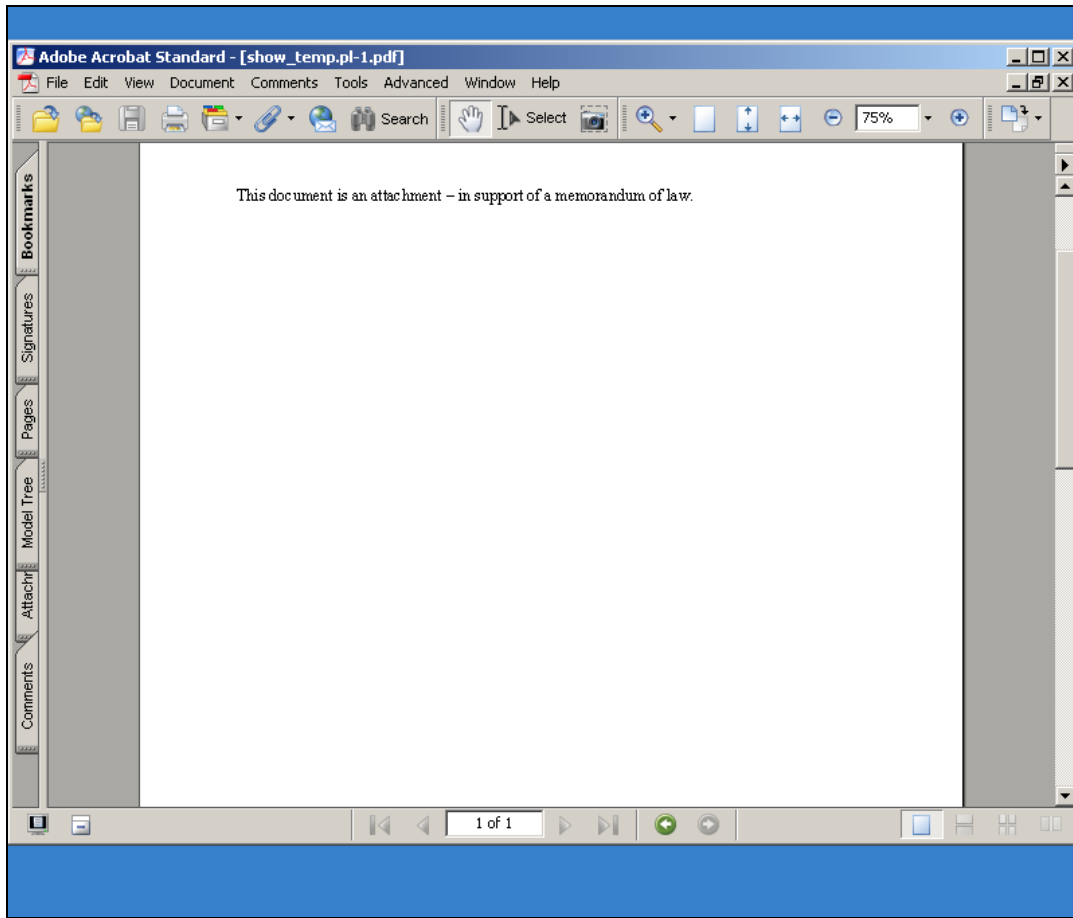 Adobe Acrobat Standard - [show_temp.pl-1.pdf]
File Edit View Document Comments Tools Advanced Window Help
Search Select 75%
This document is an attachment – in support of a memorandum of law.
Bookmarks
Signatures
Pages
Model Tree
Attachr
Comments
1 of 1